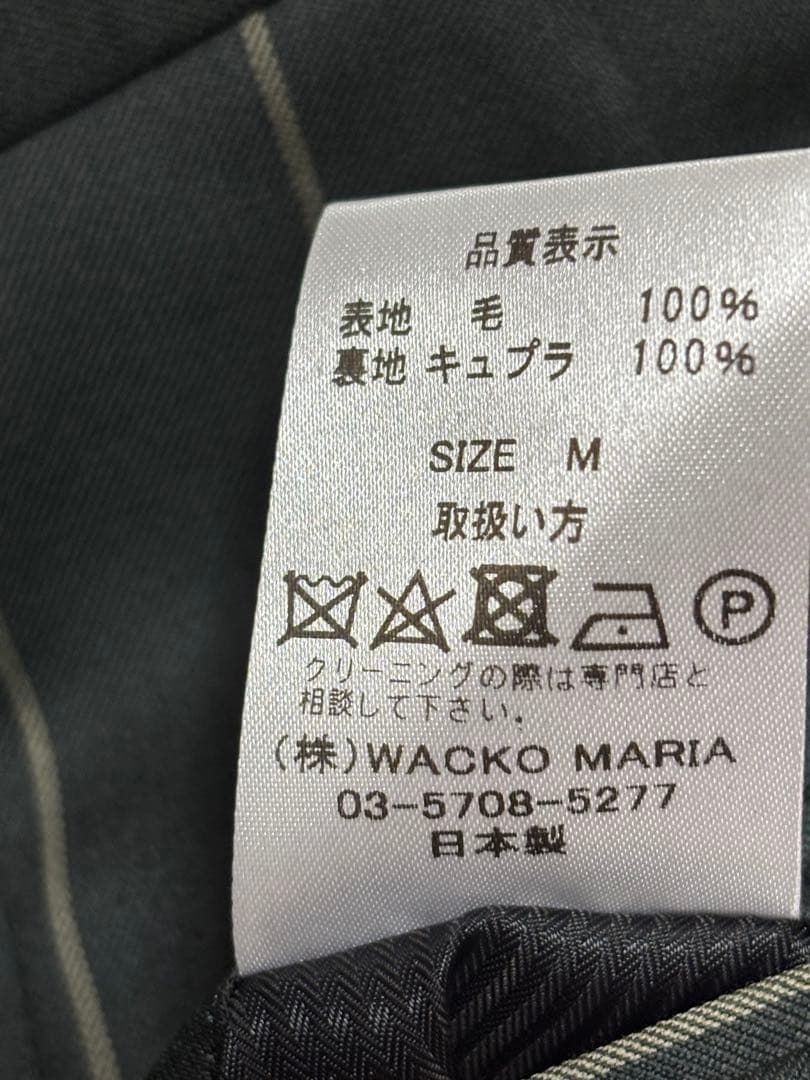 品質表示
表地 毛 100%
裏地 キュプラ 100%
SIZE M
取扱い方
P
クリーニングの際は専門店と
相談して下さい.
(株)WACKO MARIA
03-5708-5277
日本製